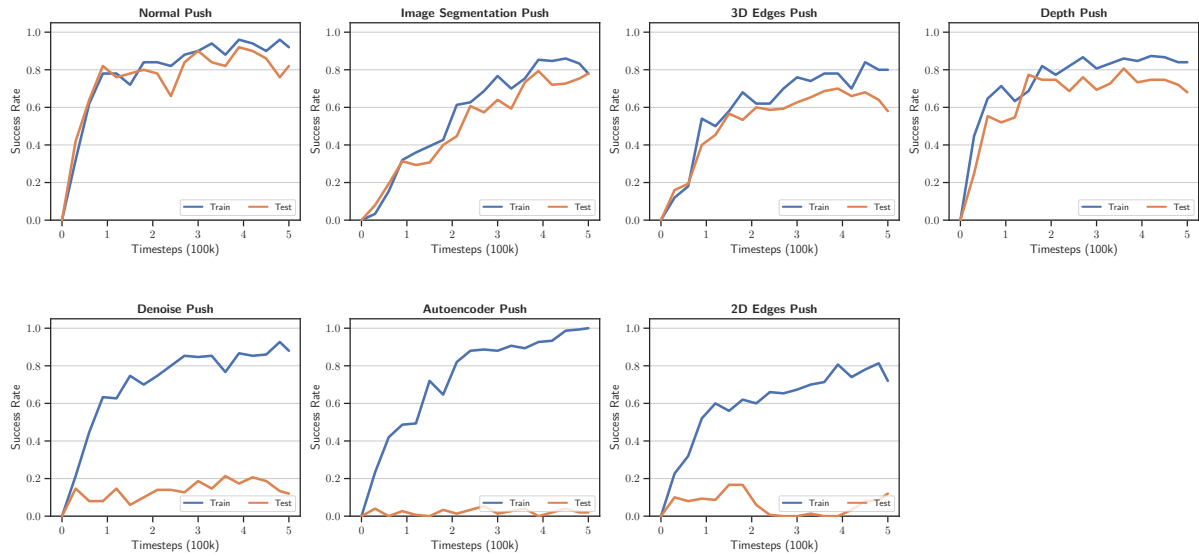 Normal Push
Image Segmentation Push
3D Edges Push
Depth Push
Success Rate
1.0
0.8
0.6
0.4
0.2
0.0
Train Test
0 1 2 3 4 5
Timesteps (100k)
Success Rate
1.0
0.8
0.6
0.4
0.2
0.0
Train Test
0 1 2 3 4 5
Timesteps (100k)
Success Rate
1.0
0.8
0.6
0.4
0.2
0.0
Train Test
0 1 2 3 4 5
Timesteps (100k)
Success Rate
1.0
0.8
0.6
0.4
0.2
0.0
Train Test
0 1 2 3 4 5
Timesteps (100k)
Denoise Push
Autoencoder Push
2D Edges Push
Success Rate
1.0
0.8
0.6
0.4
0.2
0.0
Train Test
0 1 2 3 4 5
Timesteps (100k)
Success Rate
1.0
0.8
0.6
0.4
0.2
0.0
Train Test
0 1 2 3 4 5
Timesteps (100k)
Success Rate
1.0
0.8
0.6
0.4
0.2
0.0
Train Test
0 1 2 3 4 5
Timesteps (100k)